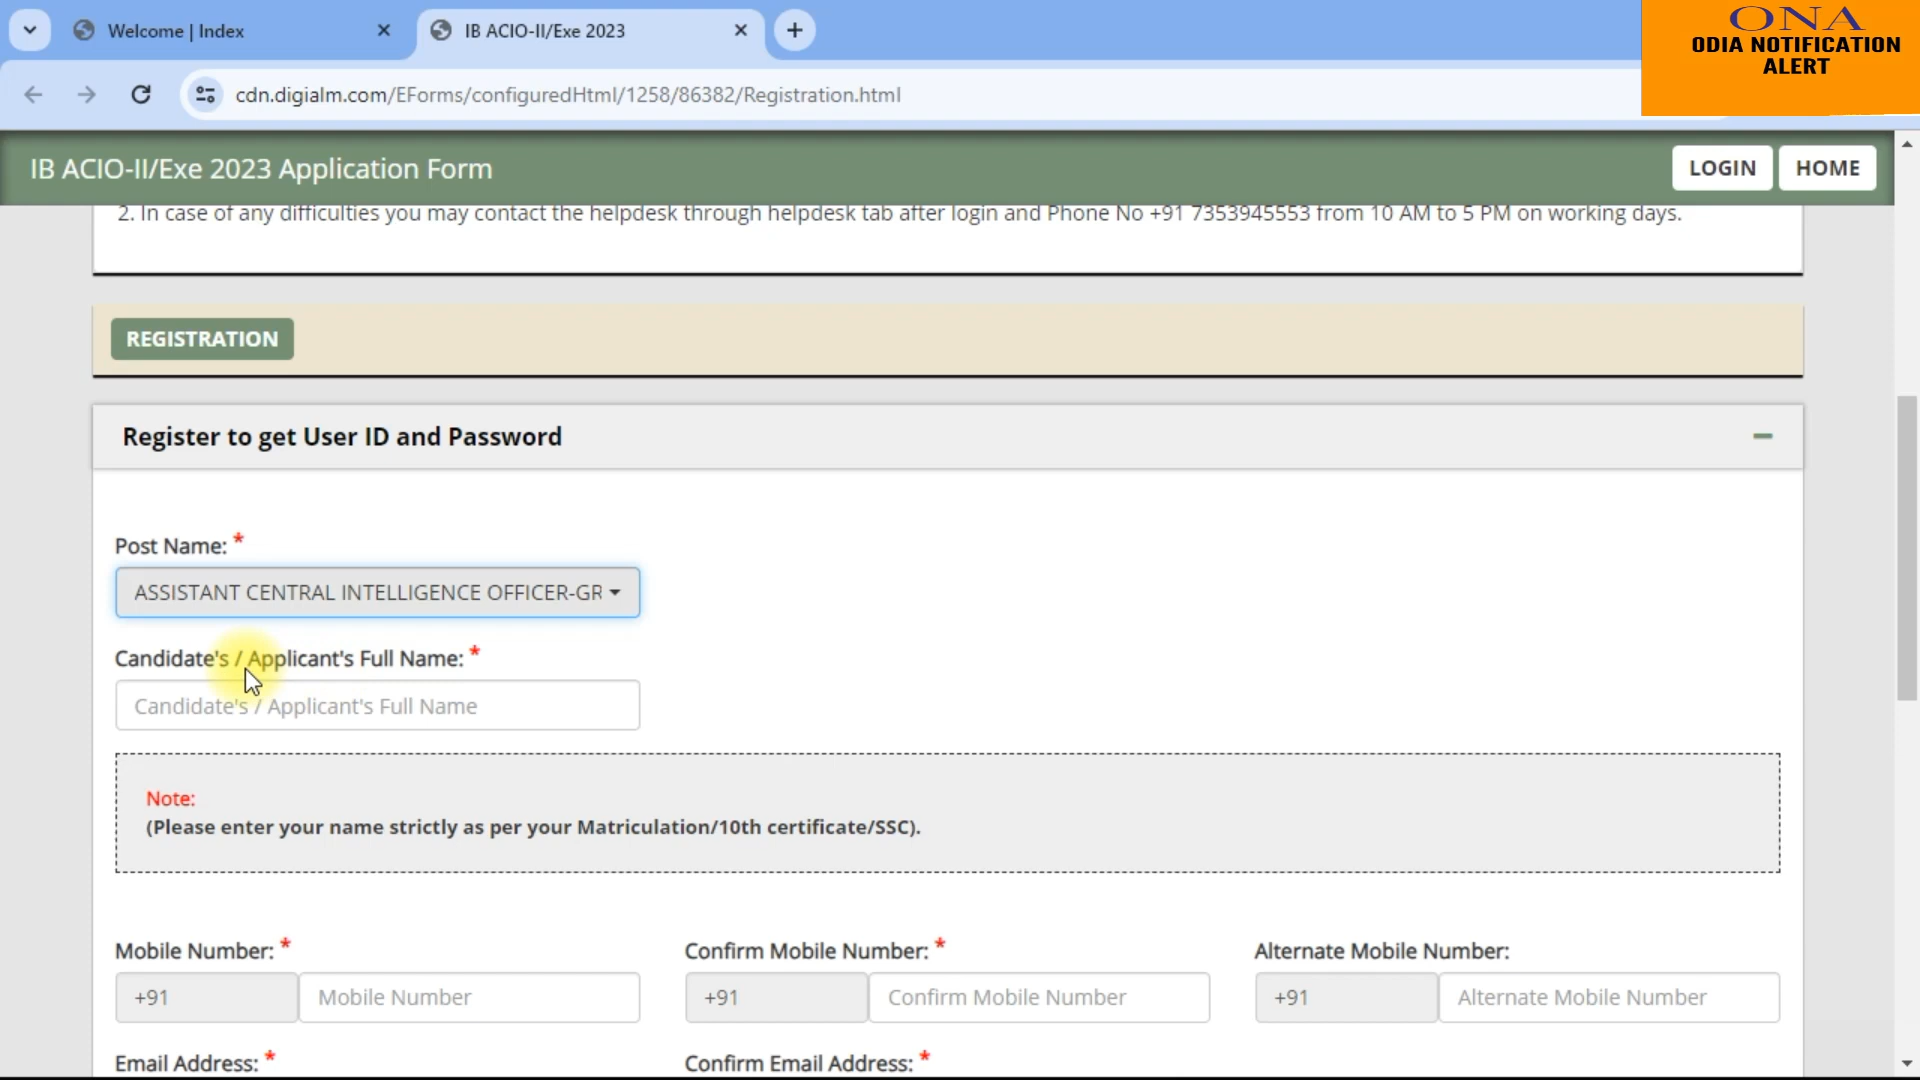 Welcome | Index
IB ACIO-II/Exe 2023
ONA
ODIA NOTIFICATION
ALERT
cdn.digialm.com/EForms/configuredHtml/1258/86382/Registration.html
IB ACIO-II/Exe 2023 Application Form
LOGIN
HOME
2. In case of any difficulties you may contact the helpdesk through helpdesk tab after login and Phone No +91 7353945553 from 10 AM to 5 PM on working days.
REGISTRATION
Register to get User ID and Password
Post Name: *
ASSISTANT CENTRAL INTELLIGENCE OFFICER-GR
Candidate's / Applicant's Full Name: *
Candidate's / Applicant's Full Name
Note:
(Please enter your name strictly as per your Matriculation/10th certificate/SSC).
Mobile Number: *
Confirm Mobile Number: *
Alternate Mobile Number:
+91
Mobile Number
+91
Confirm Mobile Number
+91
Alternate Mobile Number
Email Address: *
Confirm Email Address: *